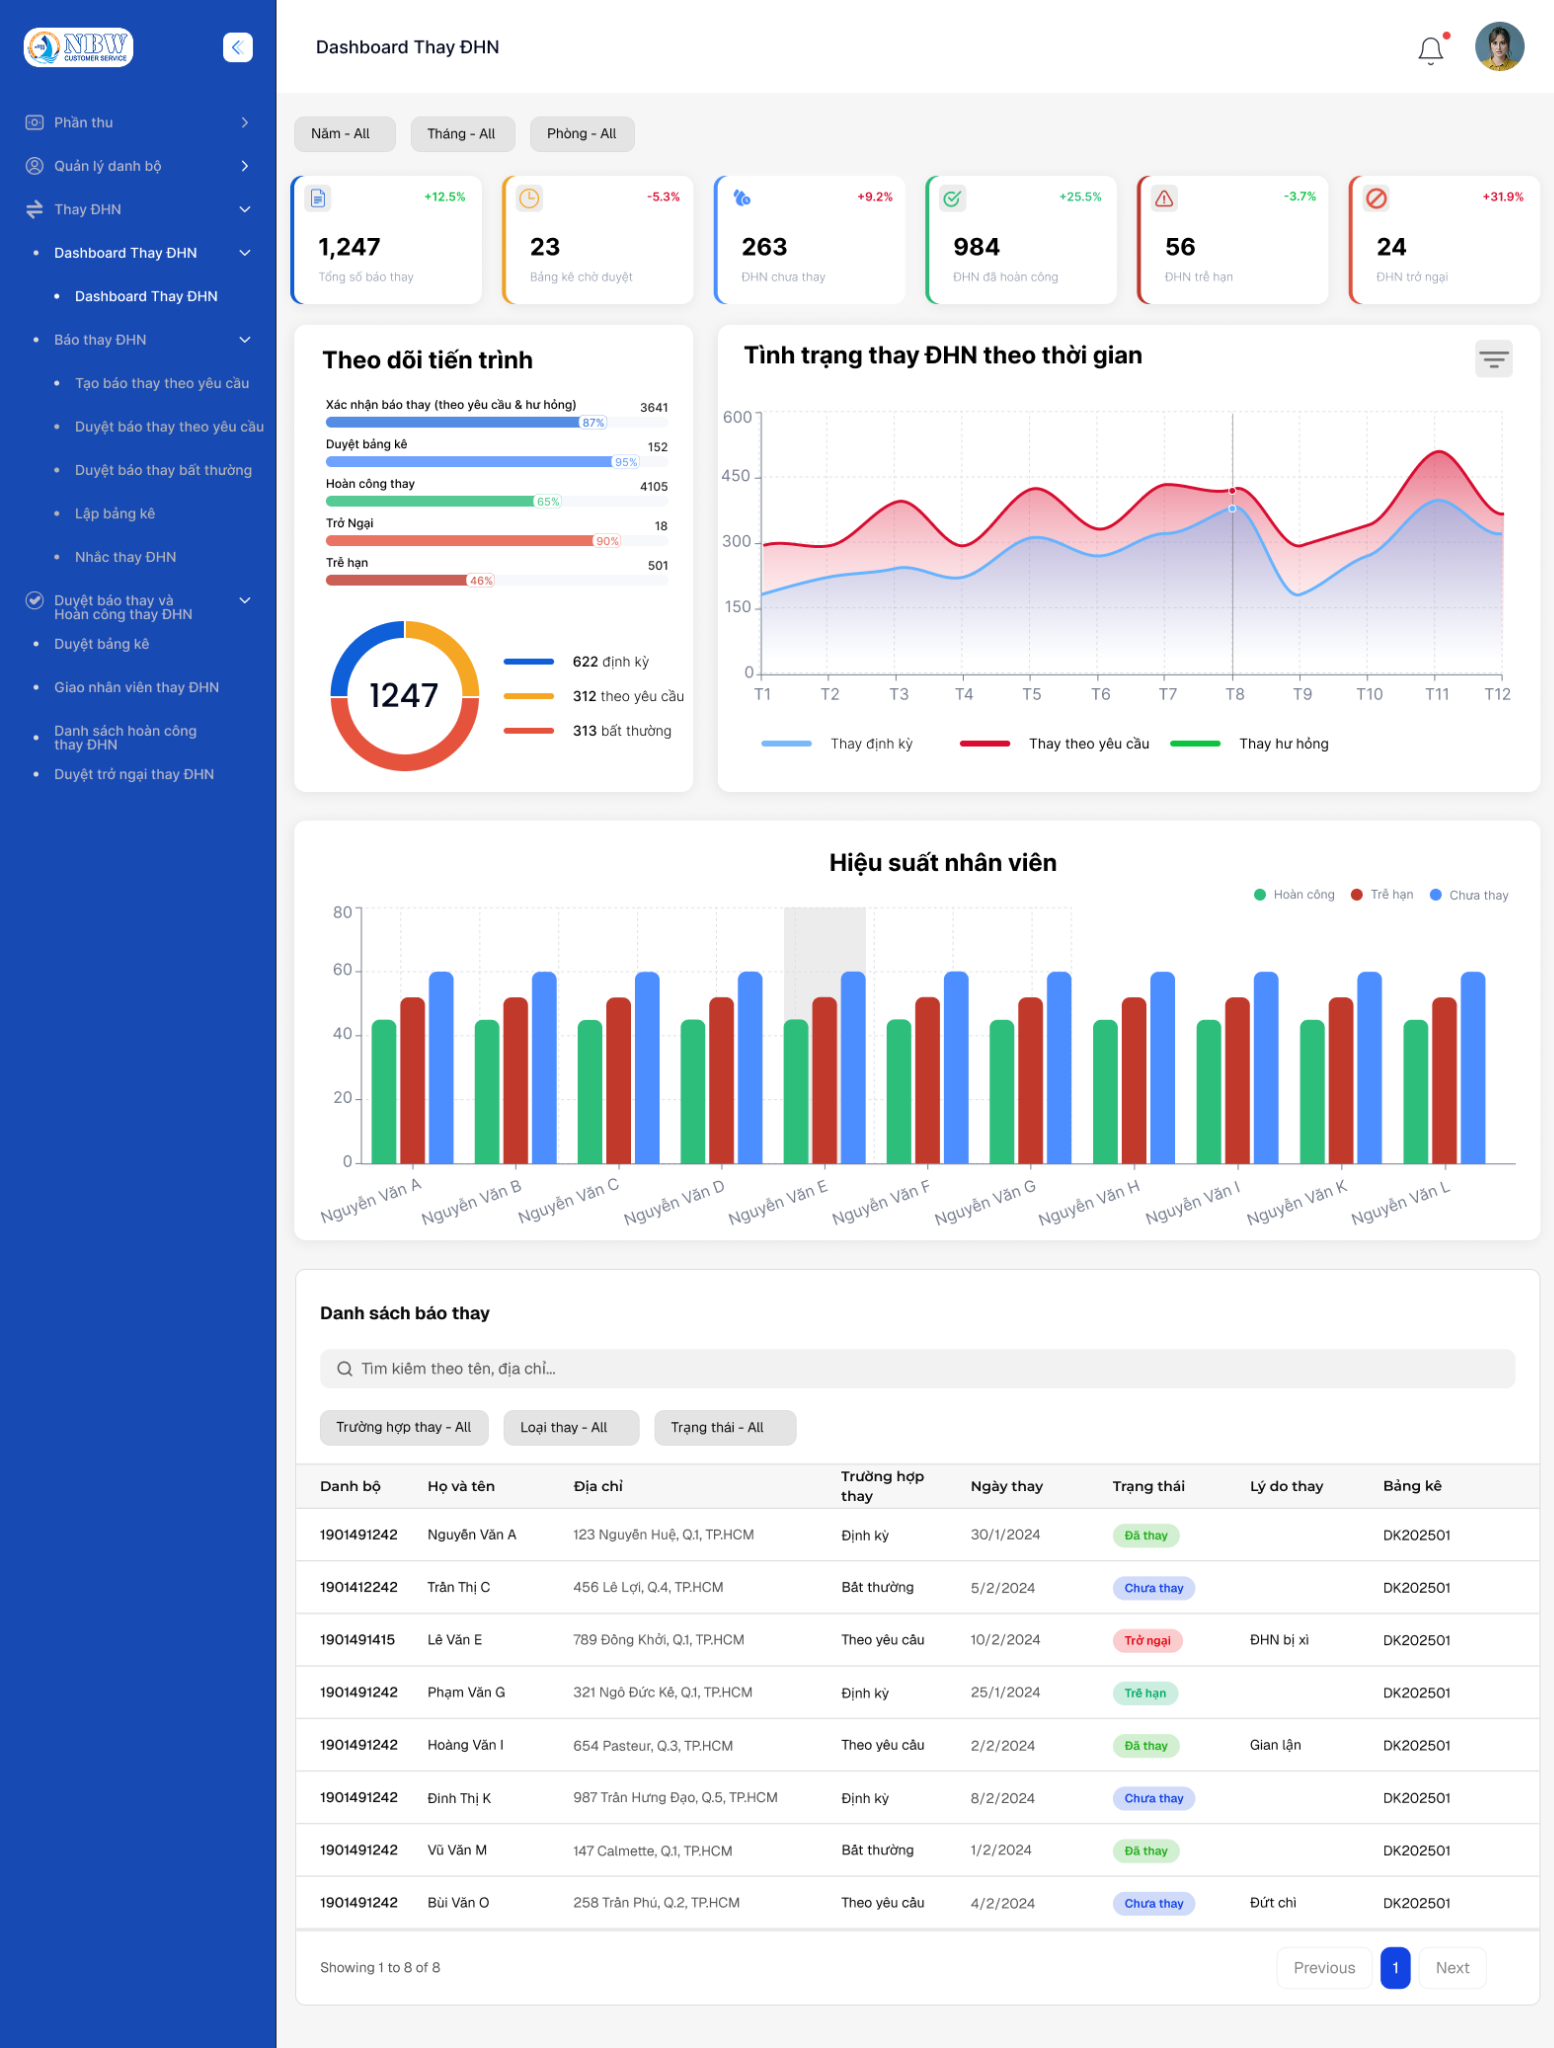 NBW
CUSTOMER SERVICE
Phần thu
Quản lý danh bộ
Thay ĐHN
Dashboard Thay ĐHN
Dashboard Thay ĐHN
Báo thay ĐHN
Tạo báo thay theo yêu cầu
Duyệt báo thay theo yêu cầu
Duyệt báo thay bất thường
Lập bảng kê
Nhắc thay ĐHN
Duyệt báo thay và
Hoàn công thay ĐHN
Duyệt bảng kê
Giao nhân viên thay ĐHN
Danh sách hoàn công
thay ĐHN
Duyệt trở ngại thay ĐHN
Dashboard Thay ĐHN
Năm - All
Tháng - All
Phòng - All
+12.5%
1,247
Tổng số báo thay
-5.3%
23
Bảng kê chờ duyệt
+9.2%
263
ĐHN chưa thay
+25.5%
984
ĐHN đã hoàn công
-3.7%
56
ĐHN trễ hạn
+31.9%
24
ĐHN trở ngại
Theo dõi tiến trình
Xác nhận báo thay (theo yêu cầu & hư hỏng) 3641
87%
Duyệt bảng kê 152
95%
Hoàn công thay 4105
65%
Trở Ngại 18
90%
Trễ hạn 501
46%
1247
622 định kỳ
312 theo yêu cầu
313 bất thường
Tình trạng thay ĐHN theo thời gian
600
450
300
150
0
T1 T2 T3 T4 T5 T6 T7 T8 T9 T10 T11 T12
Thay định kỳ Thay theo yêu cầu Thay hư hỏng
Hiệu suất nhân viên
Hoàn công Trễ hạn Chưa thay
80
60
40
20
0
Nguyễn Văn A
Nguyễn Văn B
Nguyễn Văn C
Nguyễn Văn D
Nguyễn Văn E
Nguyễn Văn F
Nguyễn Văn G
Nguyễn Văn H
Nguyễn Văn I
Nguyễn Văn K
Nguyễn Văn L
Danh sách báo thay
Tìm kiếm theo tên, địa chỉ...
Trường hợp thay - All Loại thay - All Trạng thái - All
Danh bộ Họ và tên Địa chỉ Trường hợp thay Ngày thay Trạng thái Lý do thay Bảng kê
1901491242 Nguyễn Văn A 123 Nguyễn Huệ, Q.1, TP.HCM Định kỳ 30/1/2024 Đã thay DK202501
1901412242 Trần Thị C 456 Lê Lợi, Q.4, TP.HCM Bất thường 5/2/2024 Chưa thay DK202501
1901491415 Lê Văn E 789 Đồng Khởi, Q.1, TP.HCM Theo yêu cầu 10/2/2024 Trở ngại ĐHN bị xì DK202501
1901491242 Phạm Văn G 321 Ngô Đức Kế, Q.1, TP.HCM Định kỳ 25/1/2024 Trễ hạn DK202501
1901491242 Hoàng Văn I 654 Pasteur, Q.3, TP.HCM Theo yêu cầu 2/2/2024 Đã thay Gian lận DK202501
1901491242 Đinh Thị K 987 Trần Hưng Đạo, Q.5, TP.HCM Định kỳ 8/2/2024 Chưa thay DK202501
1901491242 Vũ Văn M 147 Calmette, Q.1, TP.HCM Bất thường 1/2/2024 Đã thay DK202501
1901491242 Bùi Văn O 258 Trần Phú, Q.2, TP.HCM Theo yêu cầu 4/2/2024 Chưa thay Đứt chì DK202501
Showing 1 to 8 of 8
Previous 1 Next